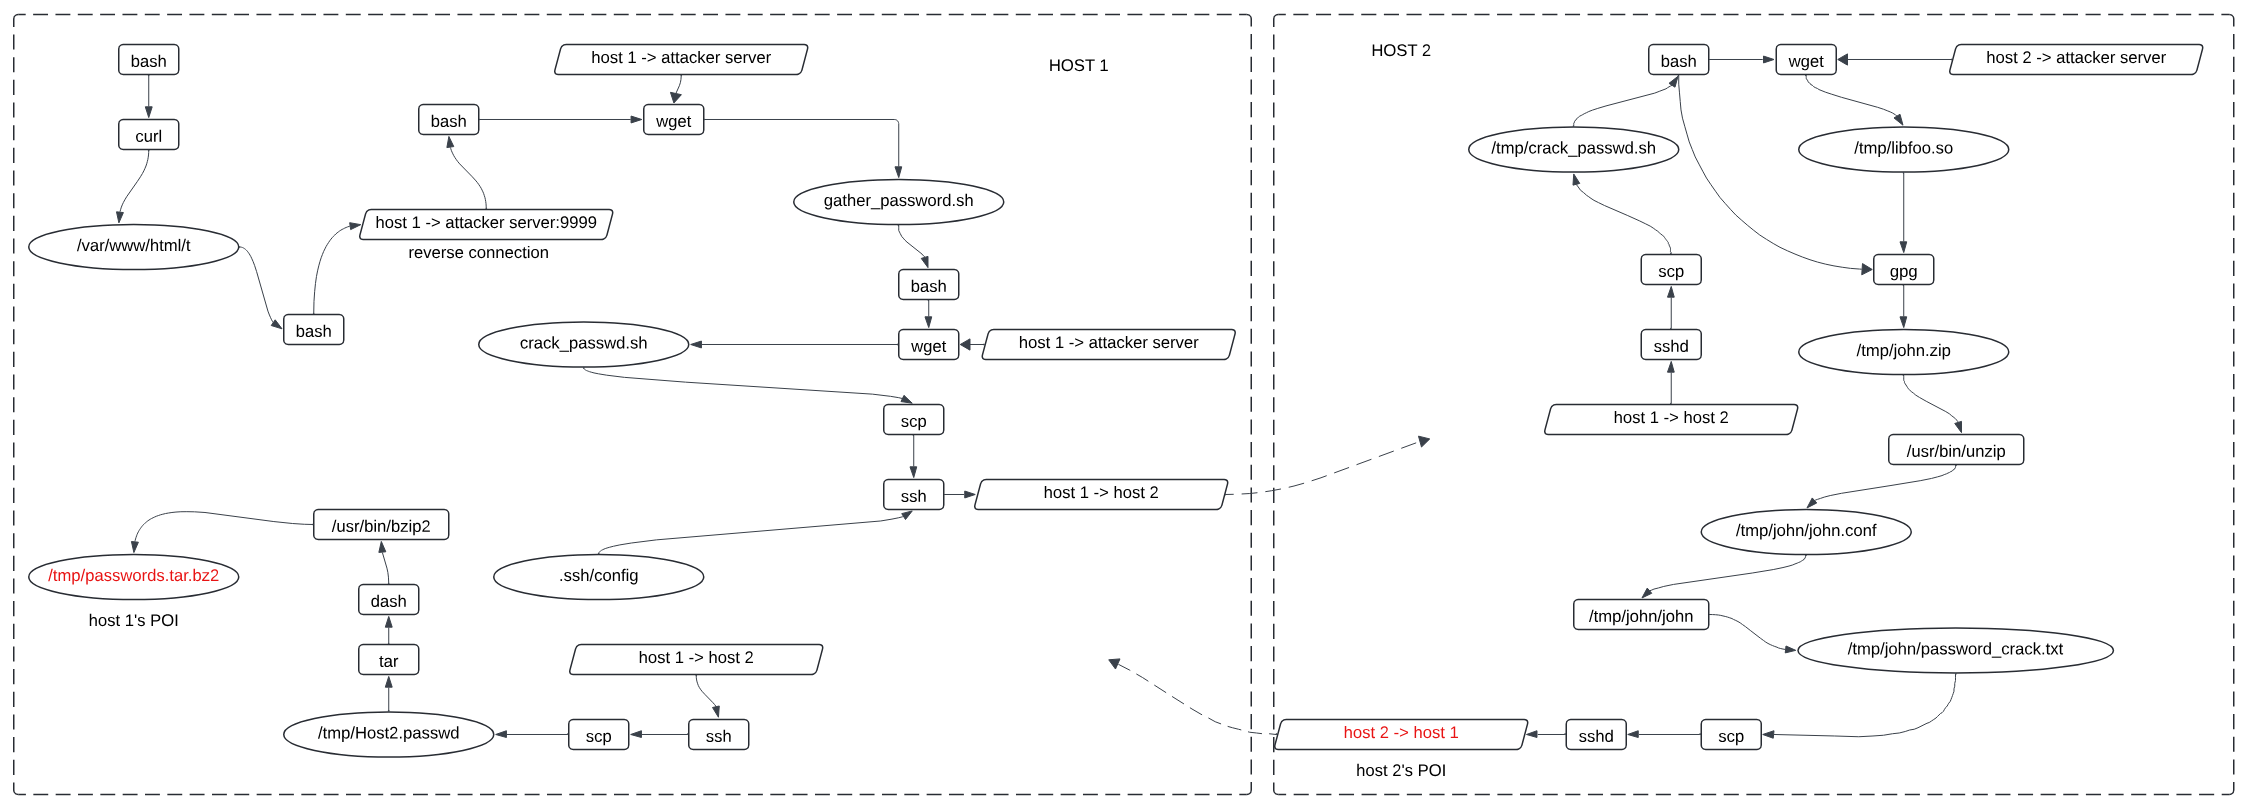 HOST 1
bash
curl
/var/www/html/t
bash
host 1 -> attacker server:9999
reverse connection
bash
host 1 -> attacker server
wget
gather_password.sh
bash
wget
host 1 -> attacker server
crack_passwd.sh
scp
ssh
host 1 -> host 2
.ssh/config
host 1 -> host 2
ssh
scp
/tmp/Host2.passwd
tar
dash
/usr/bin/bzip2
/tmp/passwords.tar.bz2
host 1's POI
HOST 2
host 1 -> host 2
sshd
scp
/tmp/crack_passwd.sh
bash
wget
host 2 -> attacker server
/tmp/libfoo.so
gpg
/tmp/john.zip
/usr/bin/unzip
/tmp/john/john.conf
/tmp/john/john
/tmp/john/password_crack.txt
scp
sshd
host 2 -> host 1
host 2's POI